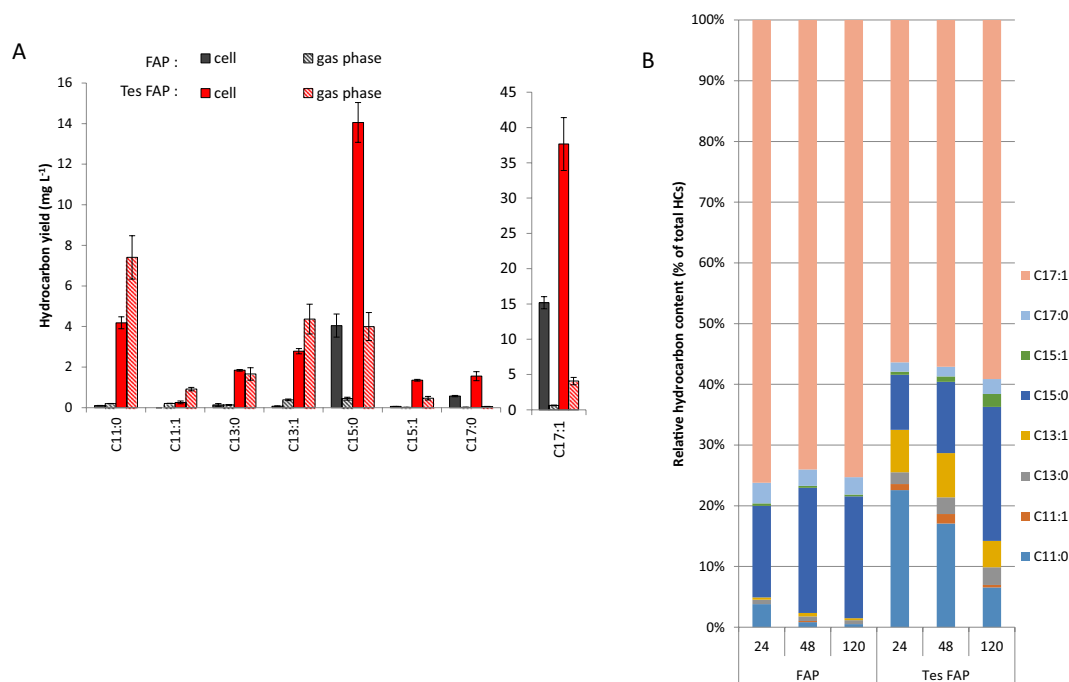 A
FAP : cell gas phase
Tes FAP : cell gas phase
Hydrocarbon yield (mg L-1)
16
14
12
10
8
6
4
2
0
C11:0 C11:1 C13:0 C13:1 C15:0 C15:1 C17:0
45
40
35
30
25
20
15
10
5
0
C17:1
B
Relative hydrocarbon content (% of total HCs)
100%
90%
80%
70%
60%
50%
40%
30%
20%
10%
0%
24 48 120 24 48 120
FAP Tes FAP
C17:1
C17:0
C15:1
C15:0
C13:1
C13:0
C11:1
C11:0